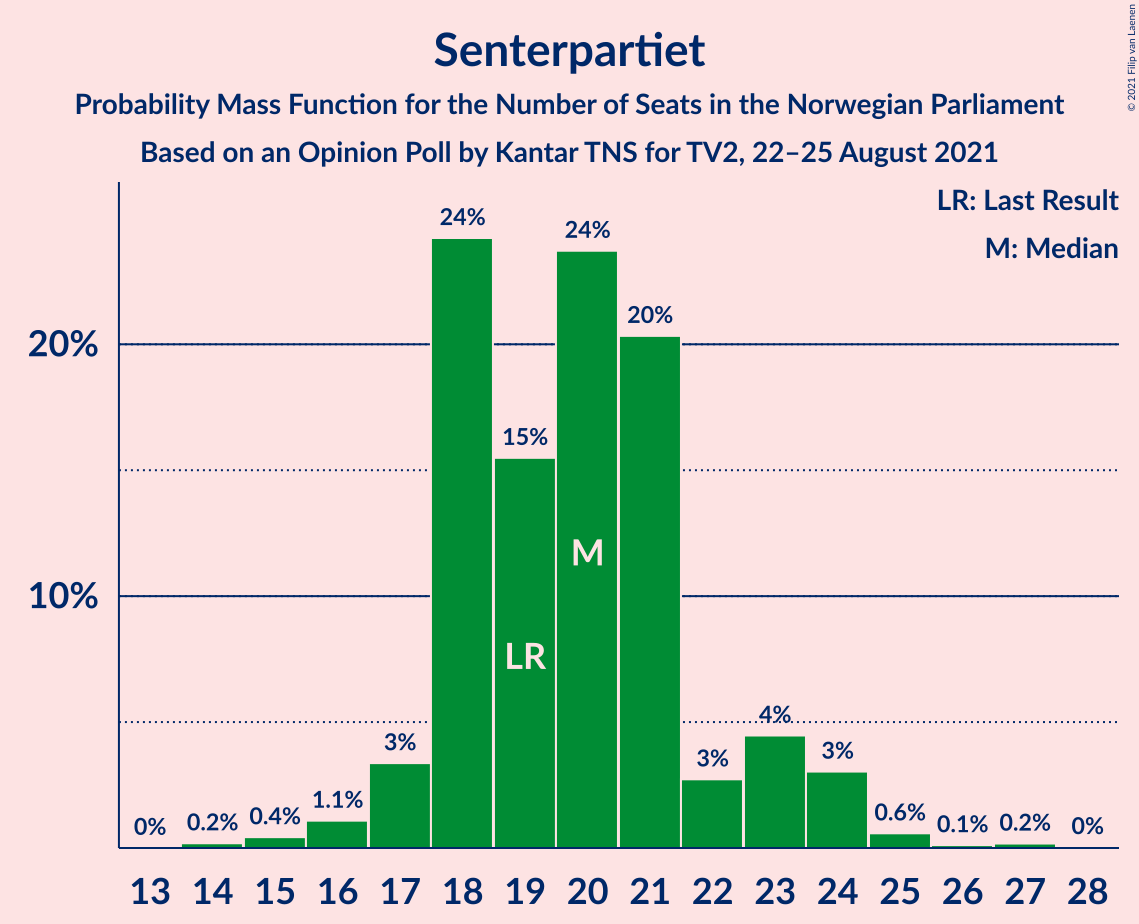 Senterpartiet
Probability Mass Function for the Number of Seats in the Norwegian Parliament
Based on an Opinion Poll by Kantar TNS for TV2, 22–25 August 2021
© 2021 Filip van Laenen
LR: Last Result
M: Median
20%
10%
0%
0.2%
0.4%
1.1%
3%
24%
15%
24%
20%
3%
4%
3%
0.6%
0.1%
0.2%
0%
LR
M
13 14 15 16 17 18 19 20 21 22 23 24 25 26 27 28